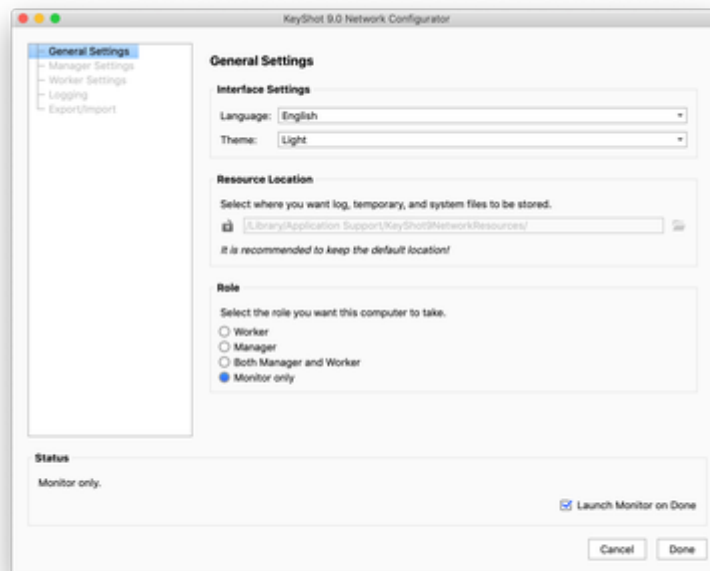 KeyShot 9.0 Network Configurator
General Settings
Manager Settings
Worker Settings
Logging
Export/Import
General Settings
Interface Settings
Language: English
Theme: Light
Resource Location
Select where you want log, temporary, and system files to be stored.
/Library/Application Support/KeyShot9NetworkResources/
It is recommended to keep the default location!
Role
Select the role you want this computer to take.
Worker
Manager
Both Manager and Worker
Monitor only
Status
Monitor only.
Launch Monitor on Done
Cancel Done